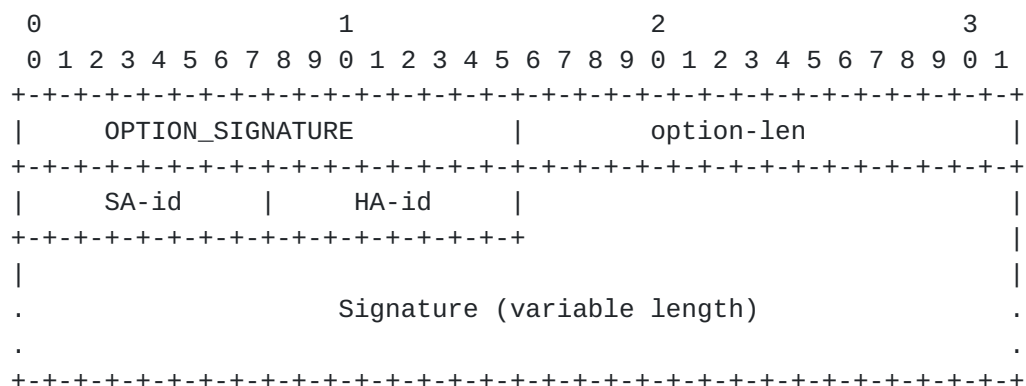 0                   1                   2                   3
 0 1 2 3 4 5 6 7 8 9 0 1 2 3 4 5 6 7 8 9 0 1 2 3 4 5 6 7 8 9 0 1
+-+-+-+-+-+-+-+-+-+-+-+-+-+-+-+-+-+-+-+-+-+-+-+-+-+-+-+-+-+-+-+-+
|     OPTION_SIGNATURE          |        option-len             |
+-+-+-+-+-+-+-+-+-+-+-+-+-+-+-+-+-+-+-+-+-+-+-+-+-+-+-+-+-+-+-+-+
|     SA-id     |     HA-id     |                               |
+-+-+-+-+-+-+-+-+-+-+-+-+-+-+-+-+                               |
|                                                               |
.                    Signature (variable length)                .
.                                                               .
+-+-+-+-+-+-+-+-+-+-+-+-+-+-+-+-+-+-+-+-+-+-+-+-+-+-+-+-+-+-+-+-+